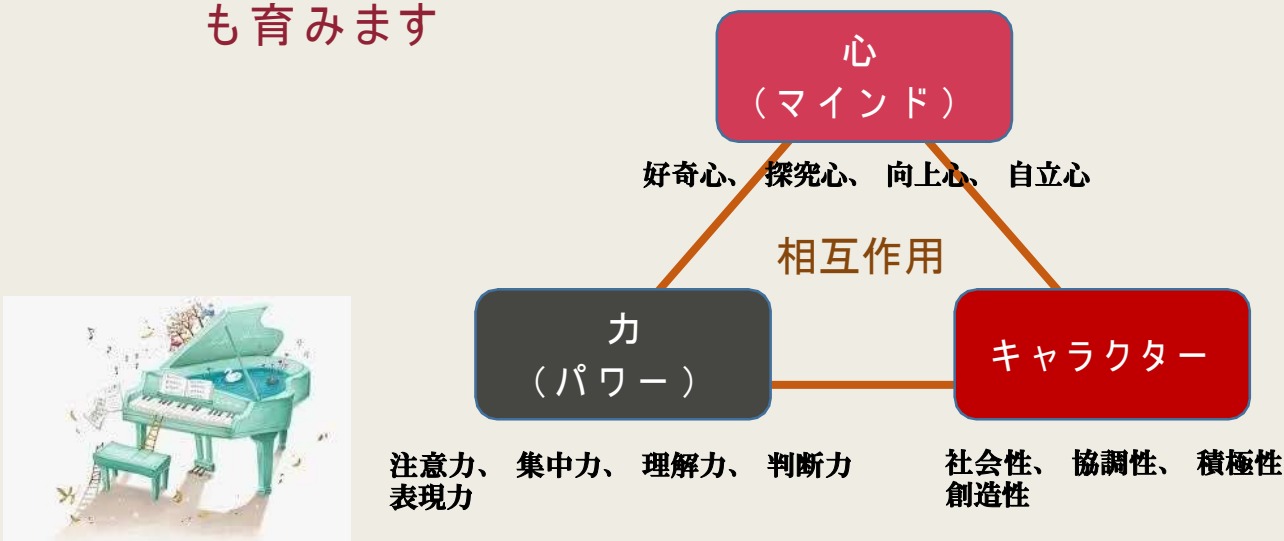 も育みます
心
（マインド）
好奇心、 探究心、 向上心、 自立心
相互作用
力
（パワー）
キャラクター
注意力、 集中力、 理解力、 判断力
表現力
社会性、 協調性、 積極性
創造性